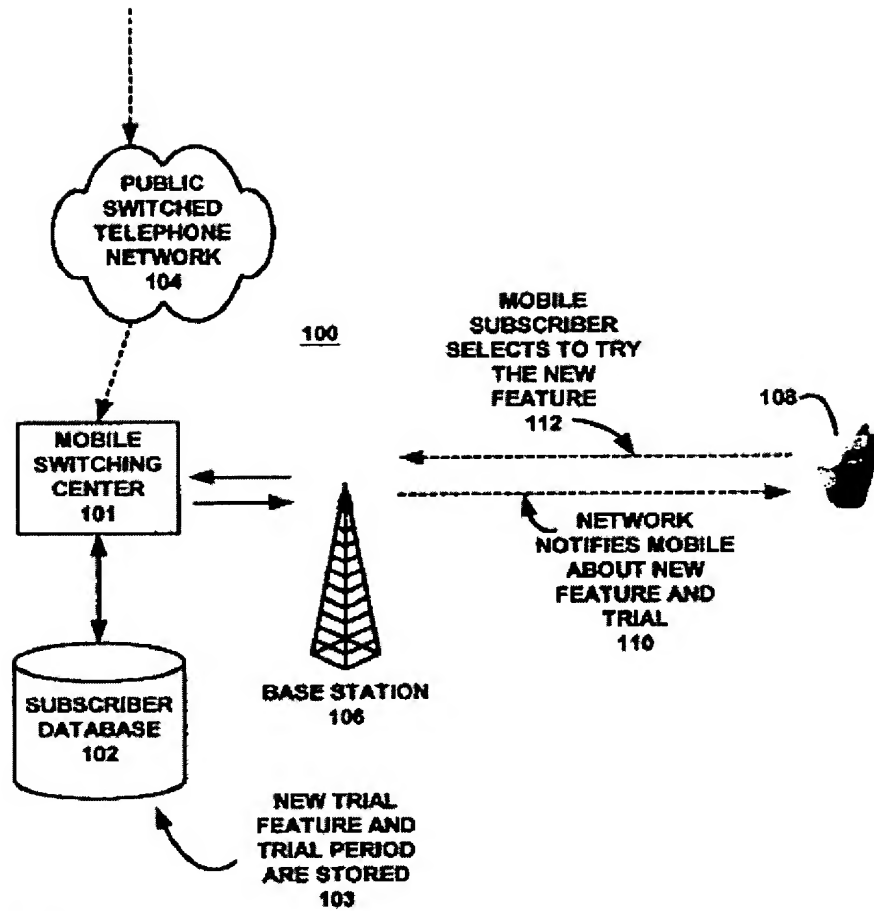 PUBLIC
SWITCHED
TELEPHONE
NETWORK
104
100
MOBILE
SUBSCRIBER
SELECTS TO TRY
THE NEW
FEATURE
112
108
MOBILE
SWITCHING
CENTER
101
NETWORK
NOTIFIES MOBILE
ABOUT NEW
FEATURE AND
TRIAL
110
BASE STATION
106
SUBSCRIBER
DATABASE
102
NEW TRIAL
FEATURE AND
TRIAL PERIOD
ARE STORED
103